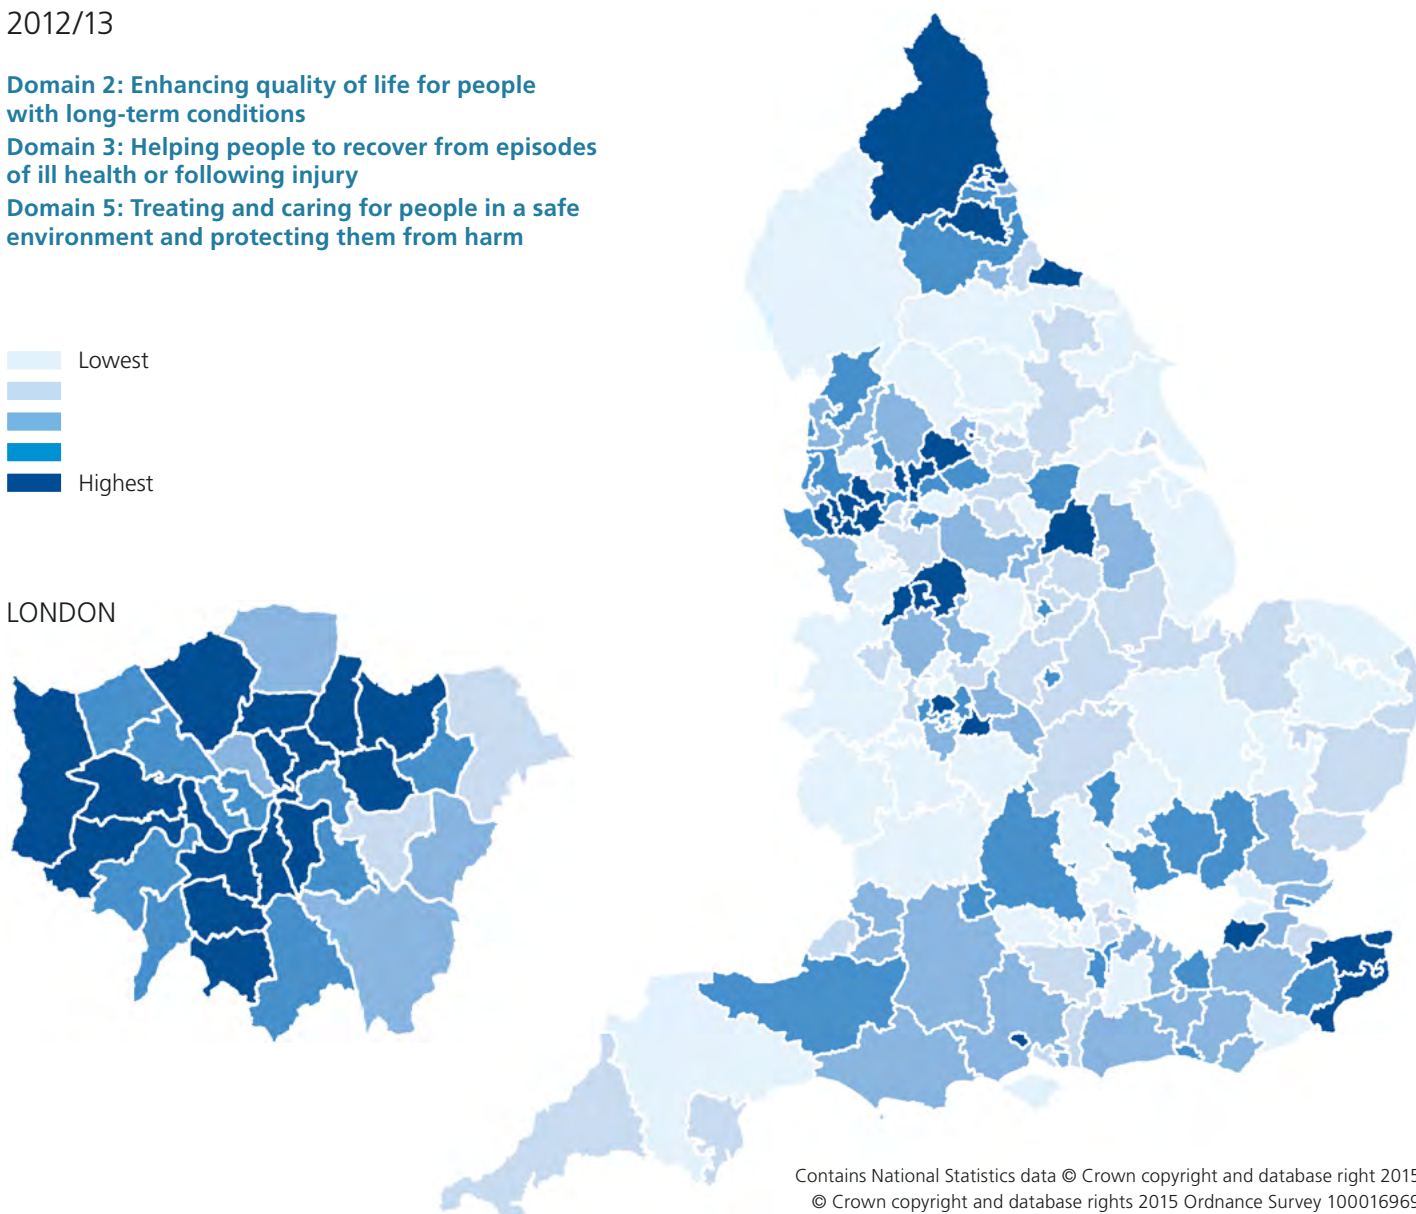 2012/13
Domain 2: Enhancing quality of life for people
with long-term conditions
Domain 3: Helping people to recover from episodes
of ill health or following injury
Domain 5: Treating and caring for people in a safe
environment and protecting them from harm
Lowest
Highest
LONDON
Contains National Statistics data © Crown copyright and database right 2015
© Crown copyright and database rights 2015 Ordnance Survey 100016969